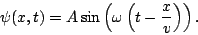 ψ(x, t) = A sin (ω (t − x/v)).